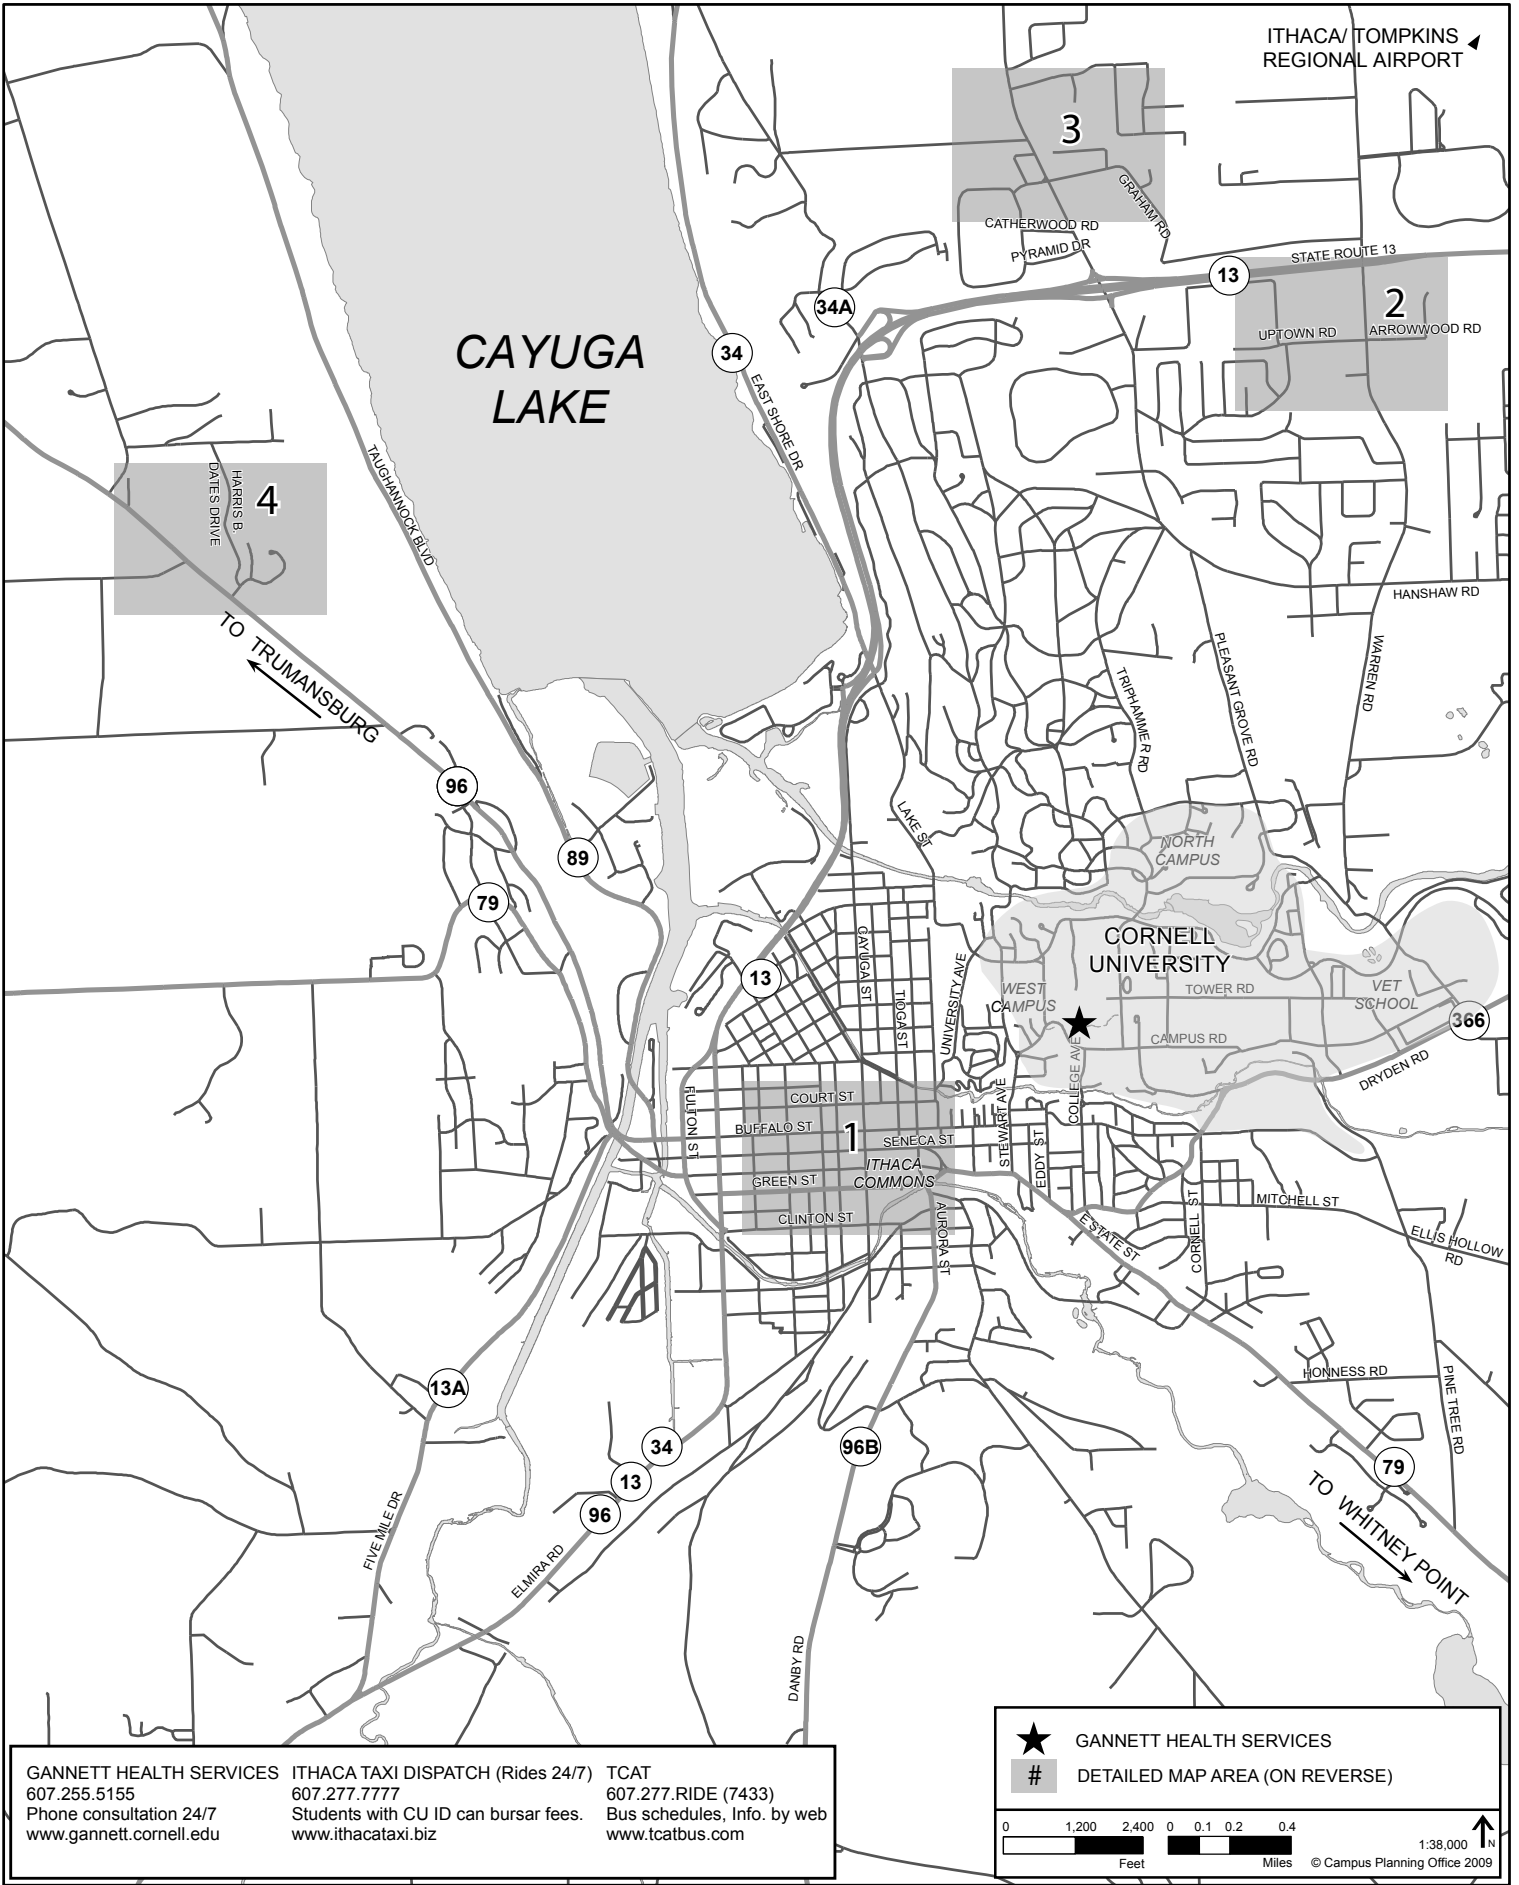 ITHACA/ TOMPKINS
REGIONAL AIRPORT
3
GRAHAM RD
CATHERWOOD RD
PYRAMID DR
STATE ROUTE 13
13
2
34A
UPTOWN RD
ARROWWOOD RD
CAYUGA
LAKE
34
EAST SHORE DR
TAUGHANNOCK BLVD
HARRIS B.
DATES DRIVE
4
HANSHAW RD
TO TRUMANSBURG
TRIPHAMMER RD
PLEASANT GROVE RD
WARREN RD
96
LAKE ST
89
NORTH
CAMPUS
79
CORNELL
UNIVERSITY
CAYUGA ST
UNIVERSITY AVE
13
TIOGA ST
WEST
CAMPUS
TOWER RD
VET
SCHOOL
366
CAMPUS RD
COLLEGE AVE
DRYDEN RD
FULTON ST
COURT ST
STEWART AVE
BUFFALO ST
1
SENECA ST
EDDY ST
ITHACA
COMMONS
GREEN ST
CLINTON ST
AURORA ST
MITCHELL ST
CORNELL ST
E STATE ST
ELLIS HOLLOW
RD
13A
HONNESS RD
PINE TREE RD
34
96B
13
79
96
TO WHITNEY POINT
FIVE MILE DR
ELMIRA RD
DANBY RD
GANNETT HEALTH SERVICES
607.255.5155
Phone consultation 24/7
www.gannett.cornell.edu
ITHACA TAXI DISPATCH (Rides 24/7)
607.277.7777
Students with CU ID can bursar fees.
www.ithacataxi.biz
TCAT
607.277.RIDE (7433)
Bus schedules, Info. by web
www.tcatbus.com
GANNETT HEALTH SERVICES
# DETAILED MAP AREA (ON REVERSE)
0 1,200 2,400
Feet
0 0.1 0.2 0.4
Miles
1:38,000
N
© Campus Planning Office 2009